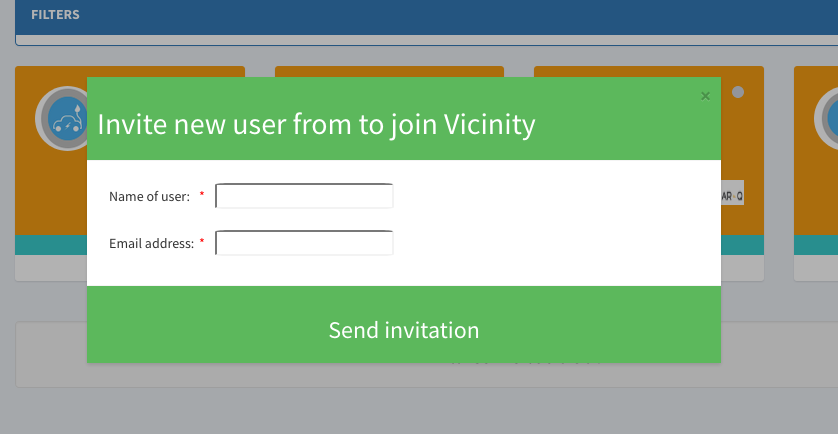 FILTERS
×
Invite new user from to join Vicinity
AR
Q
Name of user: *
Email address: *
Send invitation